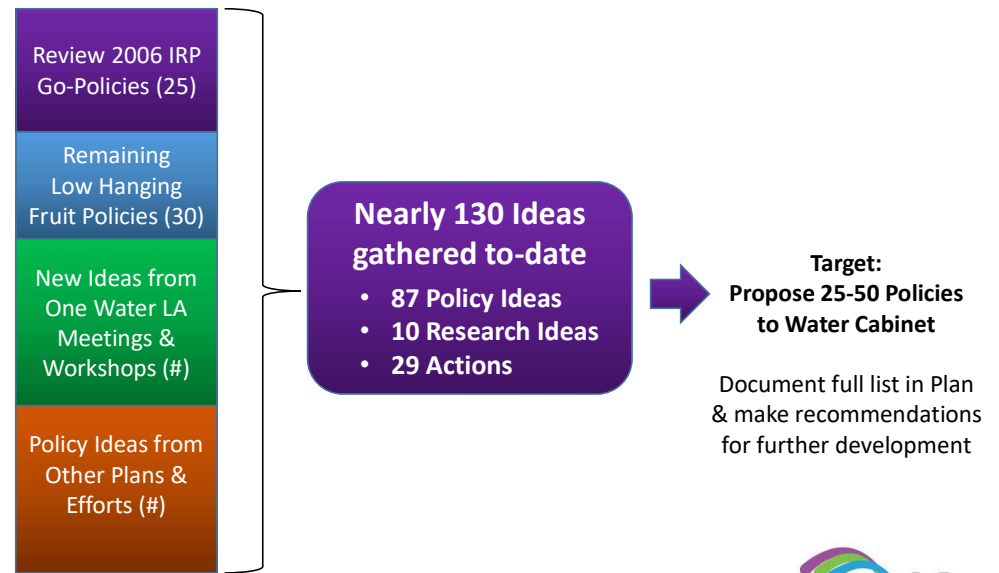 Review 2006 IRP
Go-Policies (25)
Remaining
Low Hanging
Fruit Policies (30)
New Ideas from
One Water LA
Meetings &
Workshops (#)
Policy Ideas from
Other Plans &
Efforts (#)
Nearly 130 Ideas
gathered to-date
• 87 Policy Ideas
• 10 Research Ideas
• 29 Actions
Target:
Propose 25-50 Policies
to Water Cabinet
Document full list in Plan
& make recommendations
for further development